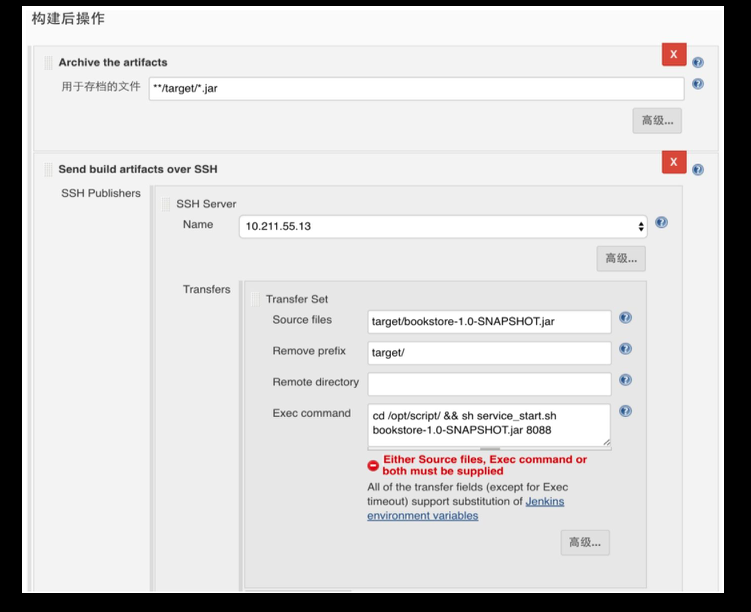 构建后操作
X
Archive the artifacts
用于存档的文件 **/target/*.jar
高级...
X
Send build artifacts over SSH
SSH Publishers
SSH Server
Name 10.211.55.13
高级...
Transfers
Transfer Set
Source files target/bookstore-1.0-SNAPSHOT.jar
Remove prefix target/
Remote directory
Exec command cd /opt/script/ && sh service_start.sh
bookstore-1.0-SNAPSHOT.jar 8088
Either Source files, Exec command or
both must be supplied
All of the transfer fields (except for Exec
timeout) support substitution of Jenkins
environment variables
高级...